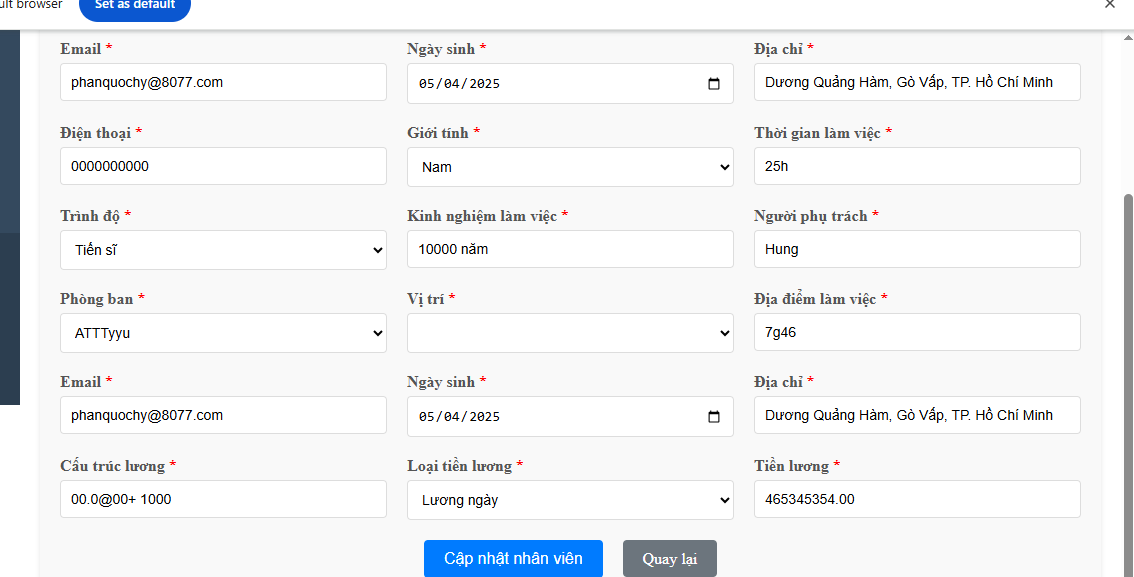 ult browser Set as default
Email * Ngày sinh * Địa chỉ *
phanquochy@8077.com 05/04/2025 Dương Quảng Hàm, Gò Vấp, TP. Hồ Chí Minh
Điện thoại * Giới tính * Thời gian làm việc *
0000000000 Nam 25h
Trình độ * Kinh nghiệm làm việc * Người phụ trách *
Tiến sĩ 10000 năm Hung
Phòng ban * Vị trí * Địa điểm làm việc *
ATTTyyu 7g46
Email * Ngày sinh * Địa chỉ *
phanquochy@8077.com 05/04/2025 Dương Quảng Hàm, Gò Vấp, TP. Hồ Chí Minh
Cấu trúc lương * Loại tiền lương * Tiền lương *
00.0@00+ 1000 Lương ngày 465345354.00
Cập nhật nhân viên Quay lại